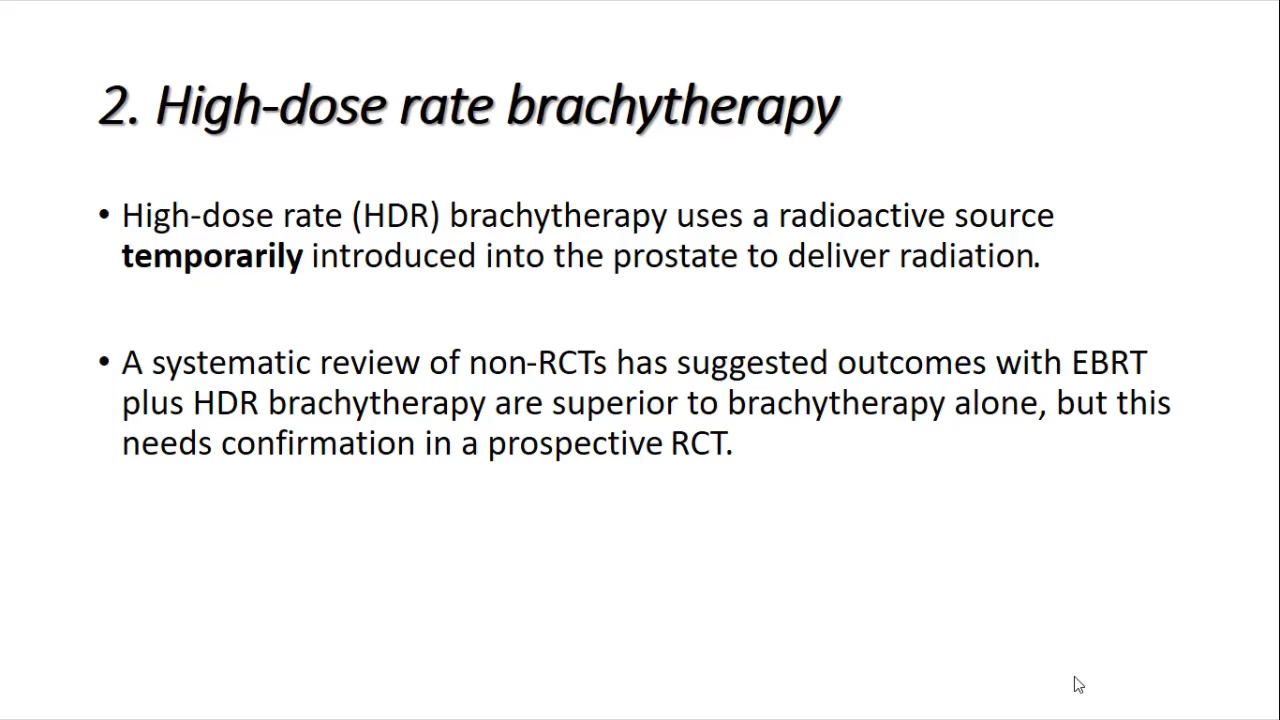 2. High-dose rate brachytherapy
• High-dose rate (HDR) brachytherapy uses a radioactive source
temporarily introduced into the prostate to deliver radiation.
• A systematic review of non-RCTs has suggested outcomes with EBRT
plus HDR brachytherapy are superior to brachytherapy alone, but this
needs confirmation in a prospective RCT.